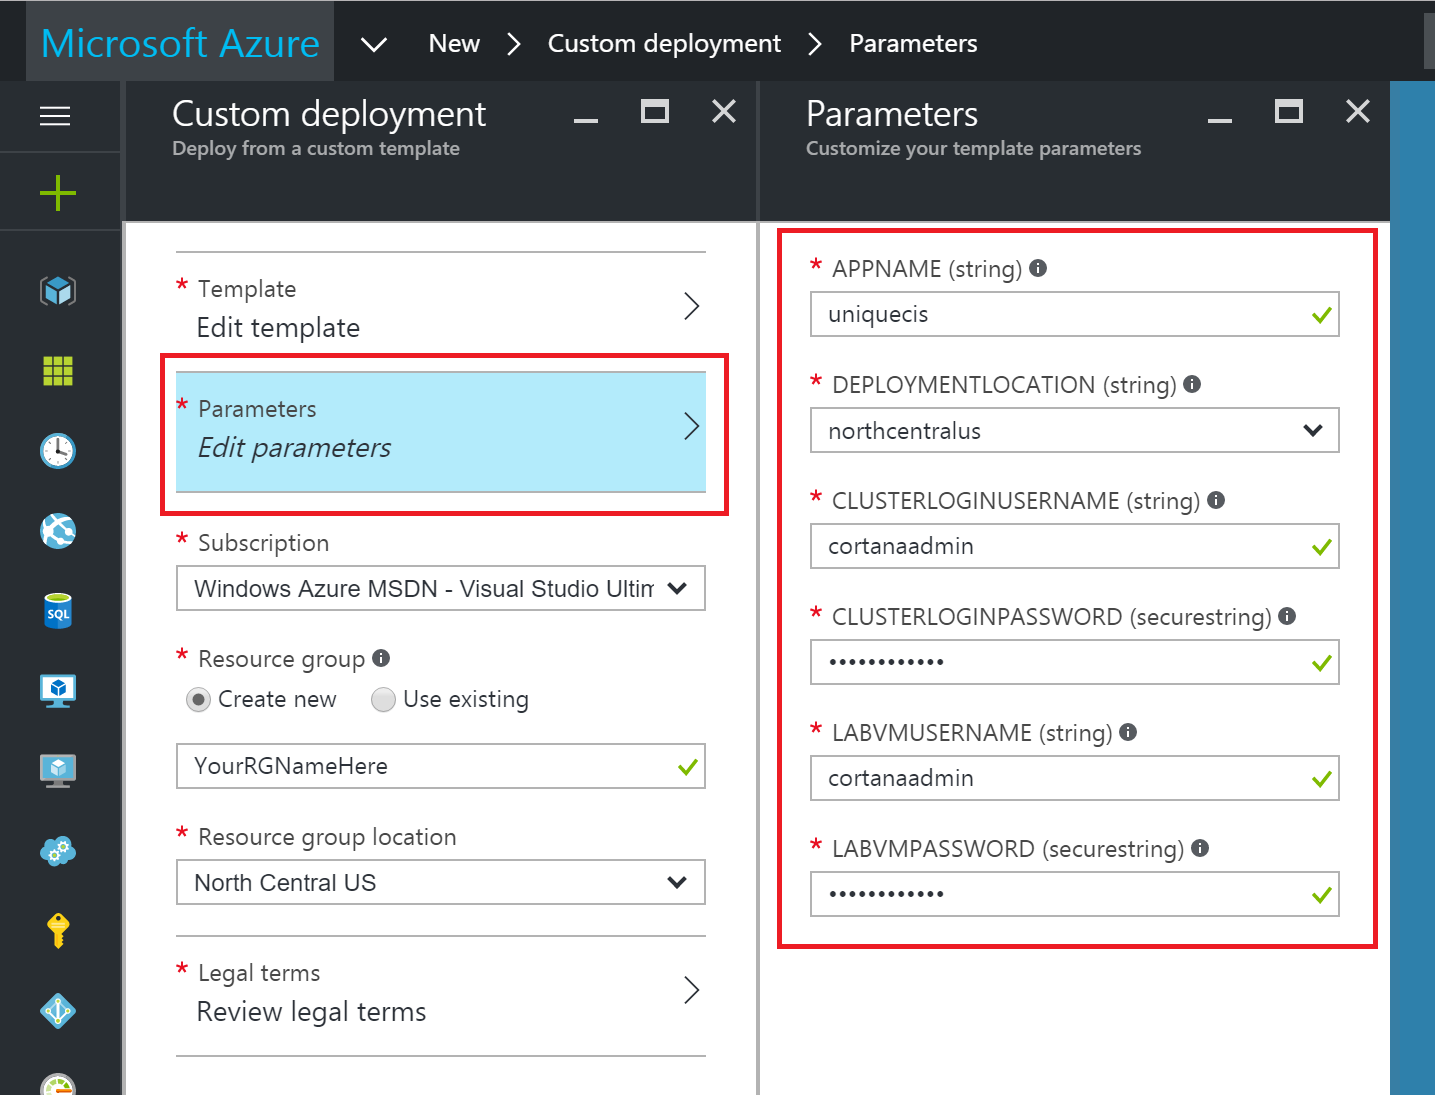 Microsoft Azure
New
Custom deployment
Parameters
Custom deployment
Deploy from a custom template
* Template
Edit template
* Parameters
Edit parameters
* Subscription
Windows Azure MSDN - Visual Studio Ultim
* Resource group
Create new
Use existing
YourRGNameHere
* Resource group location
North Central US
* Legal terms
Review legal terms
Parameters
Customize your template parameters
* APPNAME (string)
uniquecis
* DEPLOYMENTLOCATION (string)
northcentralus
* CLUSTERLOGINUSERNAME (string)
cortanaadmin
* CLUSTERLOGINPASSWORD (securestring)
••••••••••••
* LABVMUSERNAME (string)
cortanaadmin
* LABVMPASSWORD (securestring)
••••••••••••
SQL